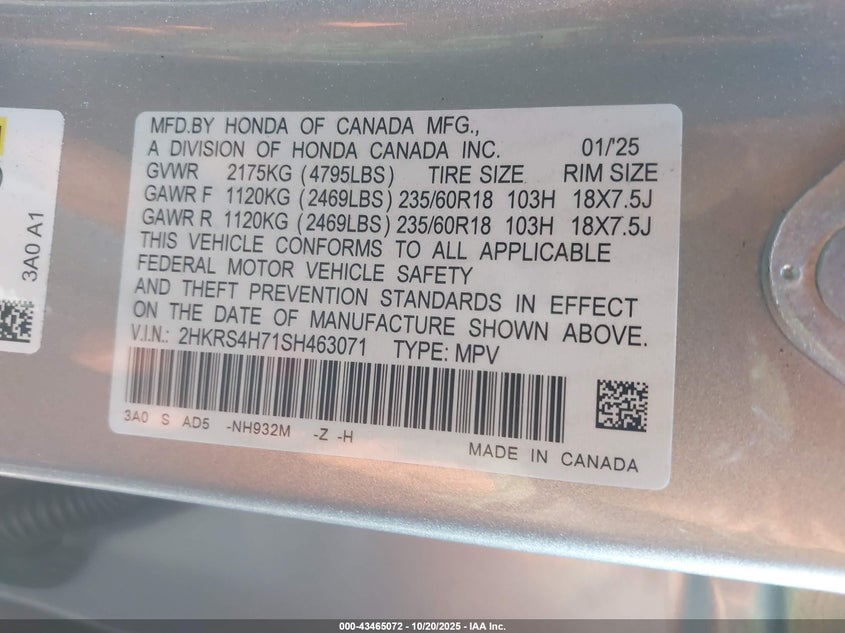 MFD.BY HONDA OF CANADA MFG.,
A DIVISION OF HONDA CANADA INC. 01/'25
GVWR 2175KG (4795LBS) TIRE SIZE RIM SIZE
GAWR F 1120KG (2469LBS) 235/60R18 103H 18X7.5J
GAWR R 1120KG (2469LBS) 235/60R18 103H 18X7.5J
THIS VEHICLE CONFORMS TO ALL APPLICABLE
FEDERAL MOTOR VEHICLE SAFETY
AND THEFT PREVENTION STANDARDS IN EFFECT
ON THE DATE OF MANUFACTURE SHOWN ABOVE.
V.I.N.: 2HKRS4H71SH463071 TYPE: MPV
3A0 S AD5 -NH932M -Z -H
MADE IN CANADA
3A0 A1
000-43465072 | 10/20/2025 - IAA Inc.